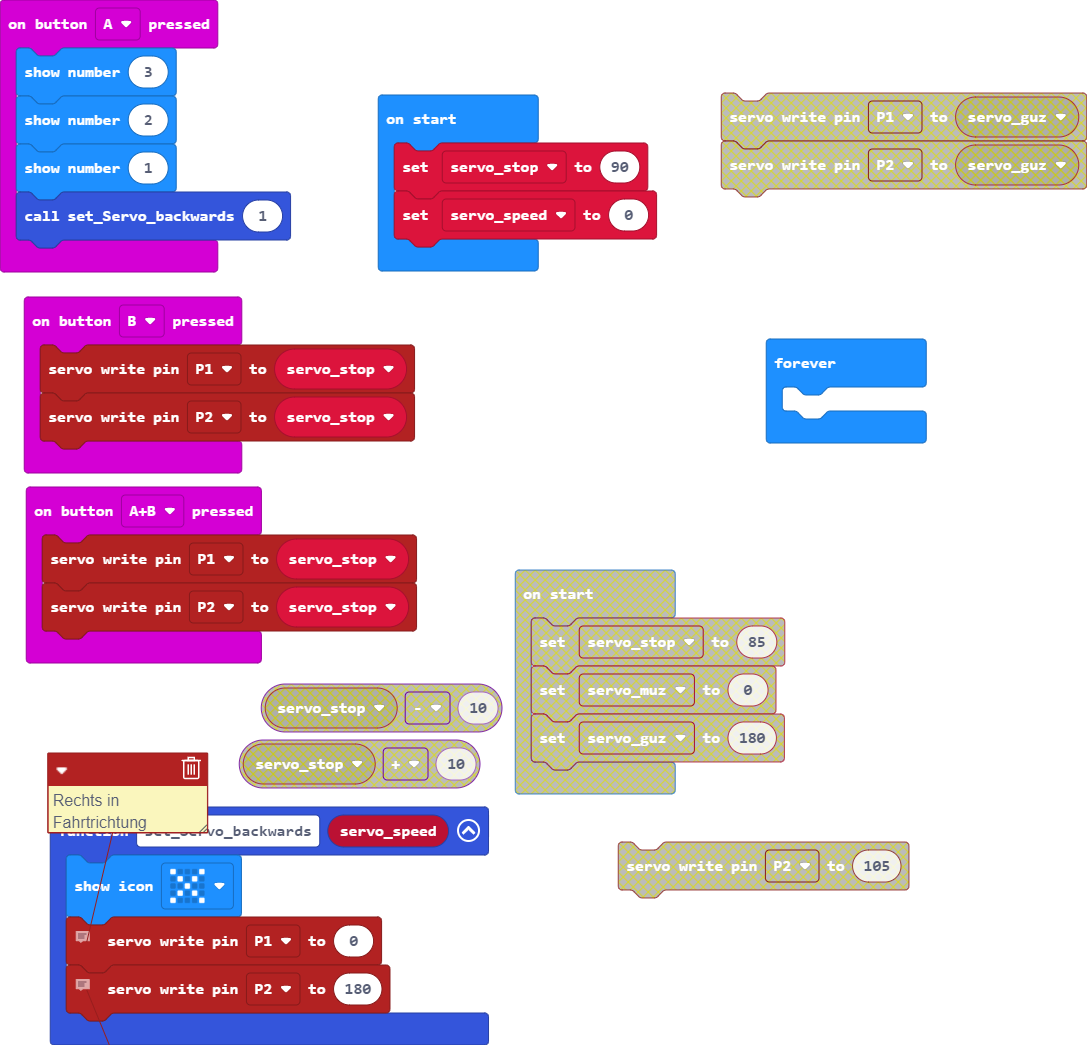 on button A pressed
show number 3
show number 2
show number 1
call set_Servo_backwards 1
on start
set servo_stop to 90
set servo_speed to 0
servo write pin P1 to servo_guz
servo write pin P2 to servo_guz
on button B pressed
servo write pin P1 to servo_stop
servo write pin P2 to servo_stop
forever
on button A+B pressed
servo write pin P1 to servo_stop
servo write pin P2 to servo_stop
on start
set servo_stop to 85
set servo_muz to 0
set servo_guz to 180
servo_stop - 10
servo_stop + 10
Rechts in
Fahrtrichtung
function set_Servo_backwards servo_speed
show icon
servo write pin P1 to 0
servo write pin P2 to 180
servo write pin P2 to 105